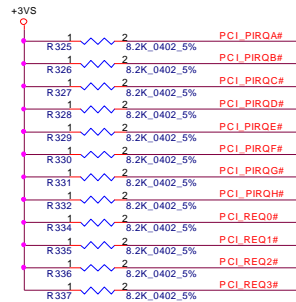 +3VS
1 2 PCI_PIRQA#
R325 8.2K_0402_5%
1 2 PCI_PIRQB#
R326 8.2K_0402_5%
1 2 PCI_PIRQC#
R327 8.2K_0402_5%
1 2 PCI_PIRQD#
R328 8.2K_0402_5%
1 2 PCI_PIRQE#
R329 8.2K_0402_5%
1 2 PCI_PIRQF#
R330 8.2K_0402_5%
1 2 PCI_PIRQG#
R331 8.2K_0402_5%
1 2 PCI_PIRQH#
R332 8.2K_0402_5%
1 2 PCI_REQ0#
R334 8.2K_0402_5%
1 2 PCI_REQ1#
R335 8.2K_0402_5%
1 2 PCI_REQ2#
R336 8.2K_0402_5%
1 2 PCI_REQ3#
R337 8.2K_0402_5%